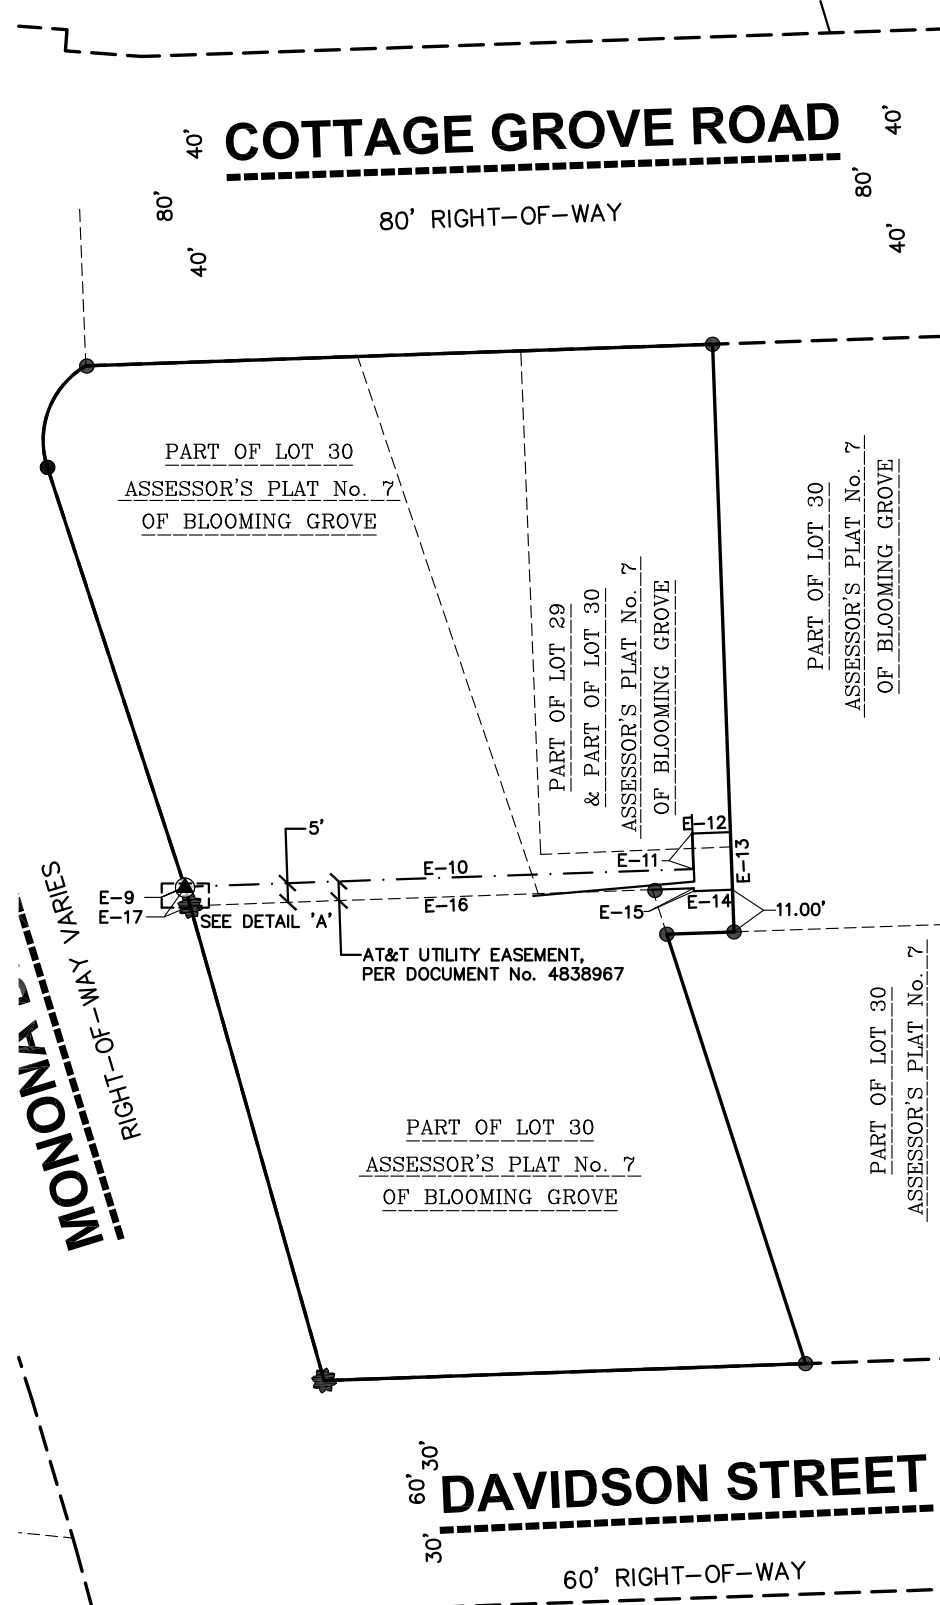 COTTAGE GROVE ROAD
40'
80'
40'
80' RIGHT-OF-WAY
40'
80'
40'
PART OF LOT 30
ASSESSOR'S PLAT No. 7
OF BLOOMING GROVE
PART OF LOT 29
& PART OF LOT 30
ASSESSOR'S PLAT No. 7
OF BLOOMING GROVE
PART OF LOT 30
ASSESSOR'S PLAT No. 7
OF BLOOMING GROVE
5'
E-12
E-13
E-11
E-10
E-9
E-17
E-16
E-15
E-14
11.00'
SEE DETAIL 'A'
AT&T UTILITY EASEMENT,
PER DOCUMENT No. 4838967
MONONA
RIGHT-OF-WAY VARIES
PART OF LOT 30
ASSESSOR'S PLAT No. 7
PART OF LOT 30
ASSESSOR'S PLAT No. 7
OF BLOOMING GROVE
30'
60'
30'
DAVIDSON STREET
60' RIGHT-OF-WAY